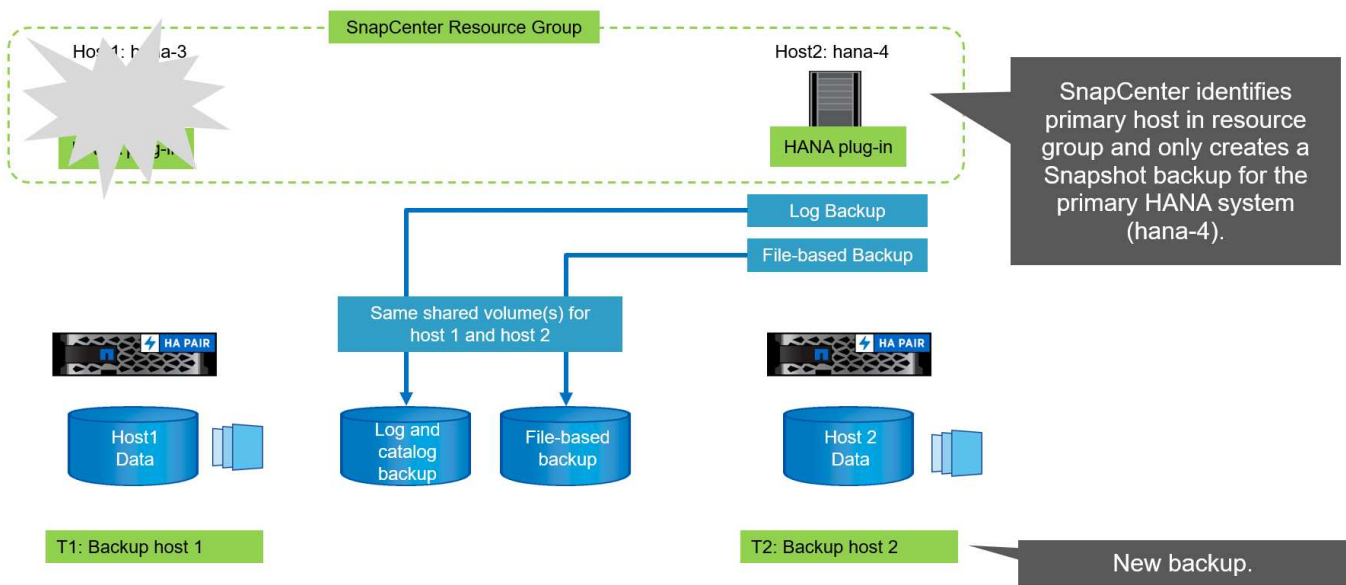 SnapCenter Resource Group
Host2: hana-4
HANA plug-in
SnapCenter identifies
primary host in resource
group and only creates a
Snapshot backup for the
primary HANA system
(hana-4).
Log Backup
File-based Backup
Same shared volume(s) for
host 1 and host 2
HA PAIR
HA PAIR
Host1
Data
Log and
catalog
backup
File-based
backup
Host 2
Data
T1: Backup host 1
T2: Backup host 2
New backup.